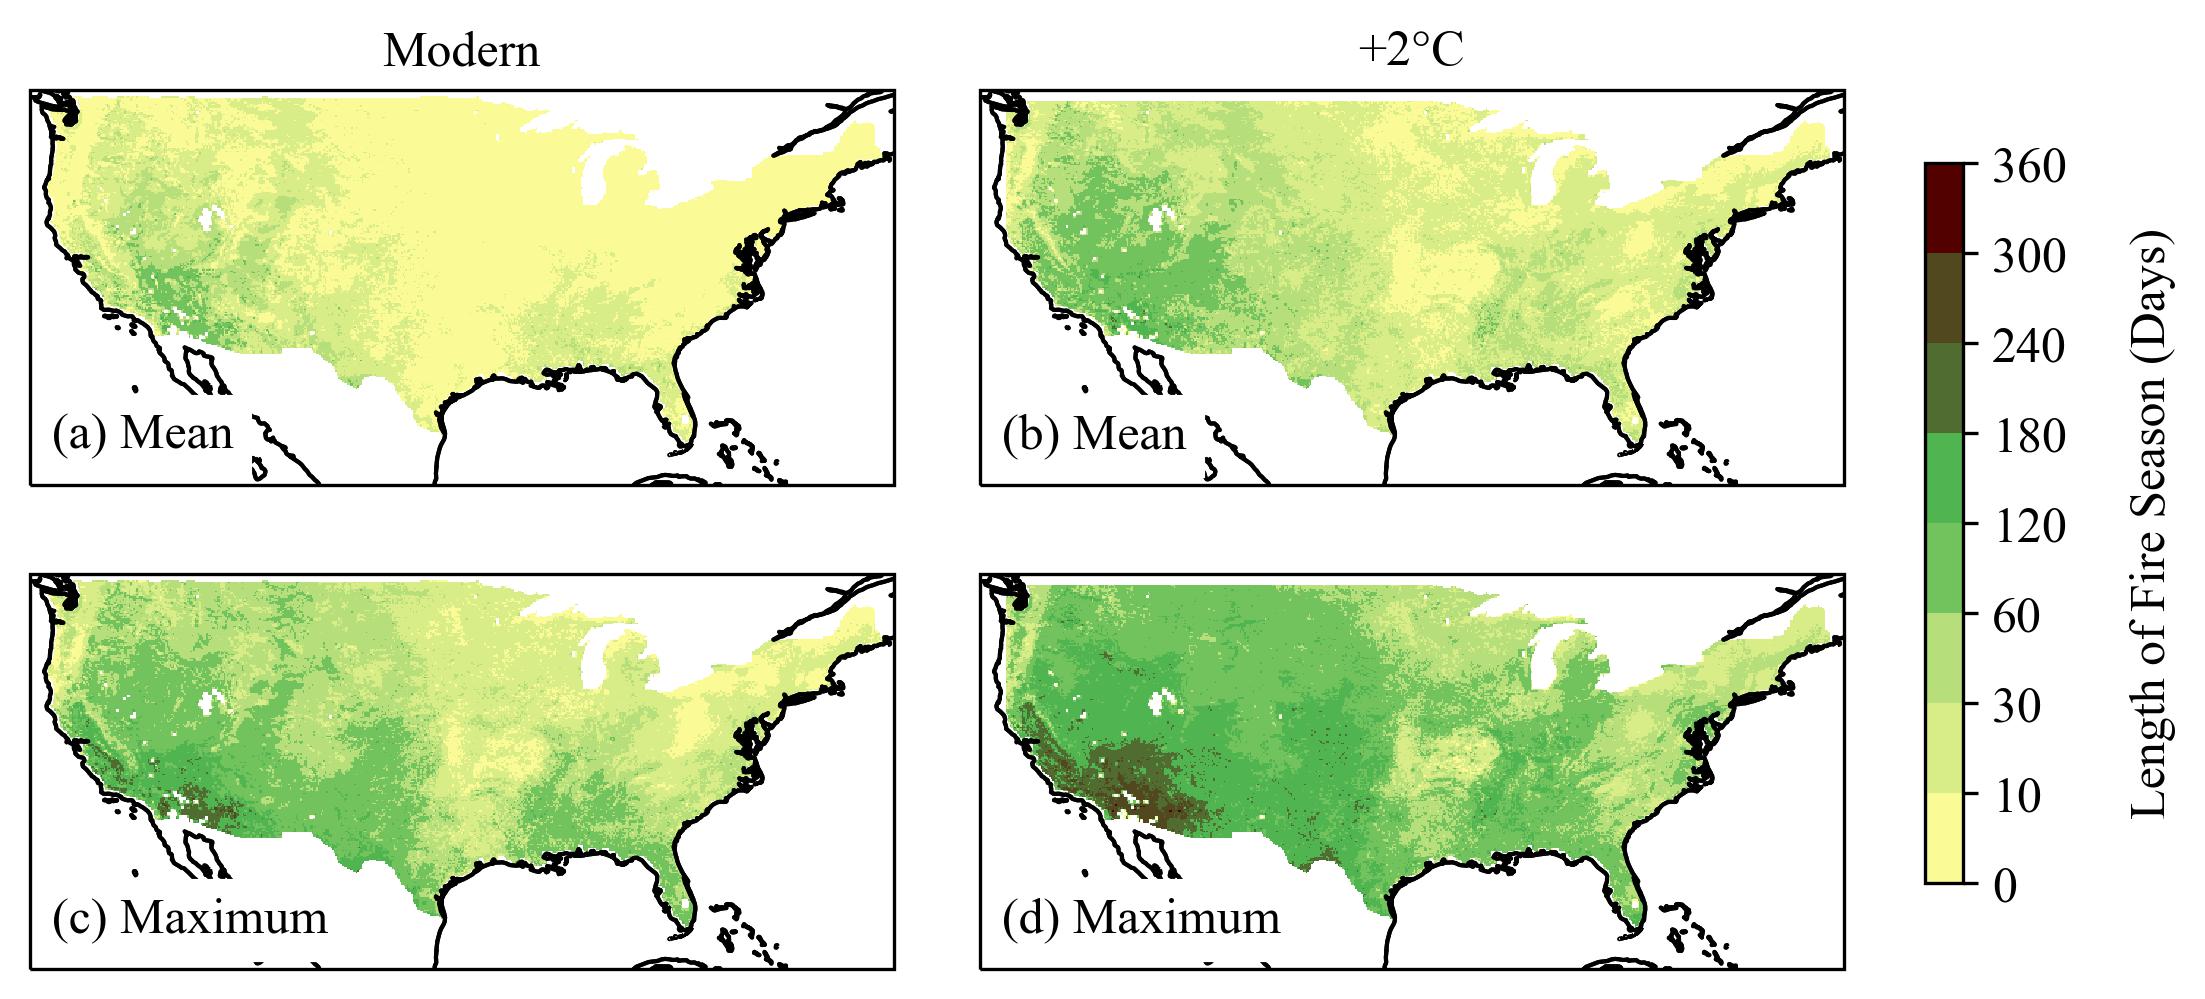 Modern
+2°C
(a) Mean
(b) Mean
(c) Maximum
(d) Maximum
360
300
240
180
120
60
30
10
0
Length of Fire Season (Days)